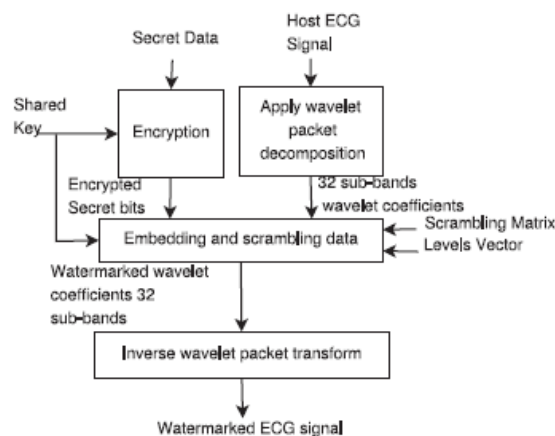 Secret Data
Host ECG
Signal
Shared
Key
Encryption
Apply wavelet
packet
decomposition
Encrypted
Secret bits
32 sub-bands
wavelet coefficients
Embedding and scrambling data
Scrambling Matrix
Levels Vector
Watermarked wavelet
coefficients 32
sub-bands
Inverse wavelet packet transform
Watermarked ECG signal